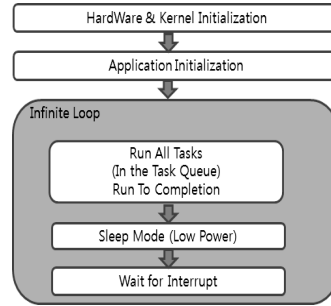 HardWare & Kernel Initialization
Application Initialization
Infinite Loop
Run All Tasks
(In the Task Queue)
Run To Completion
Sleep Mode (Low Power)
Wait for Interrupt